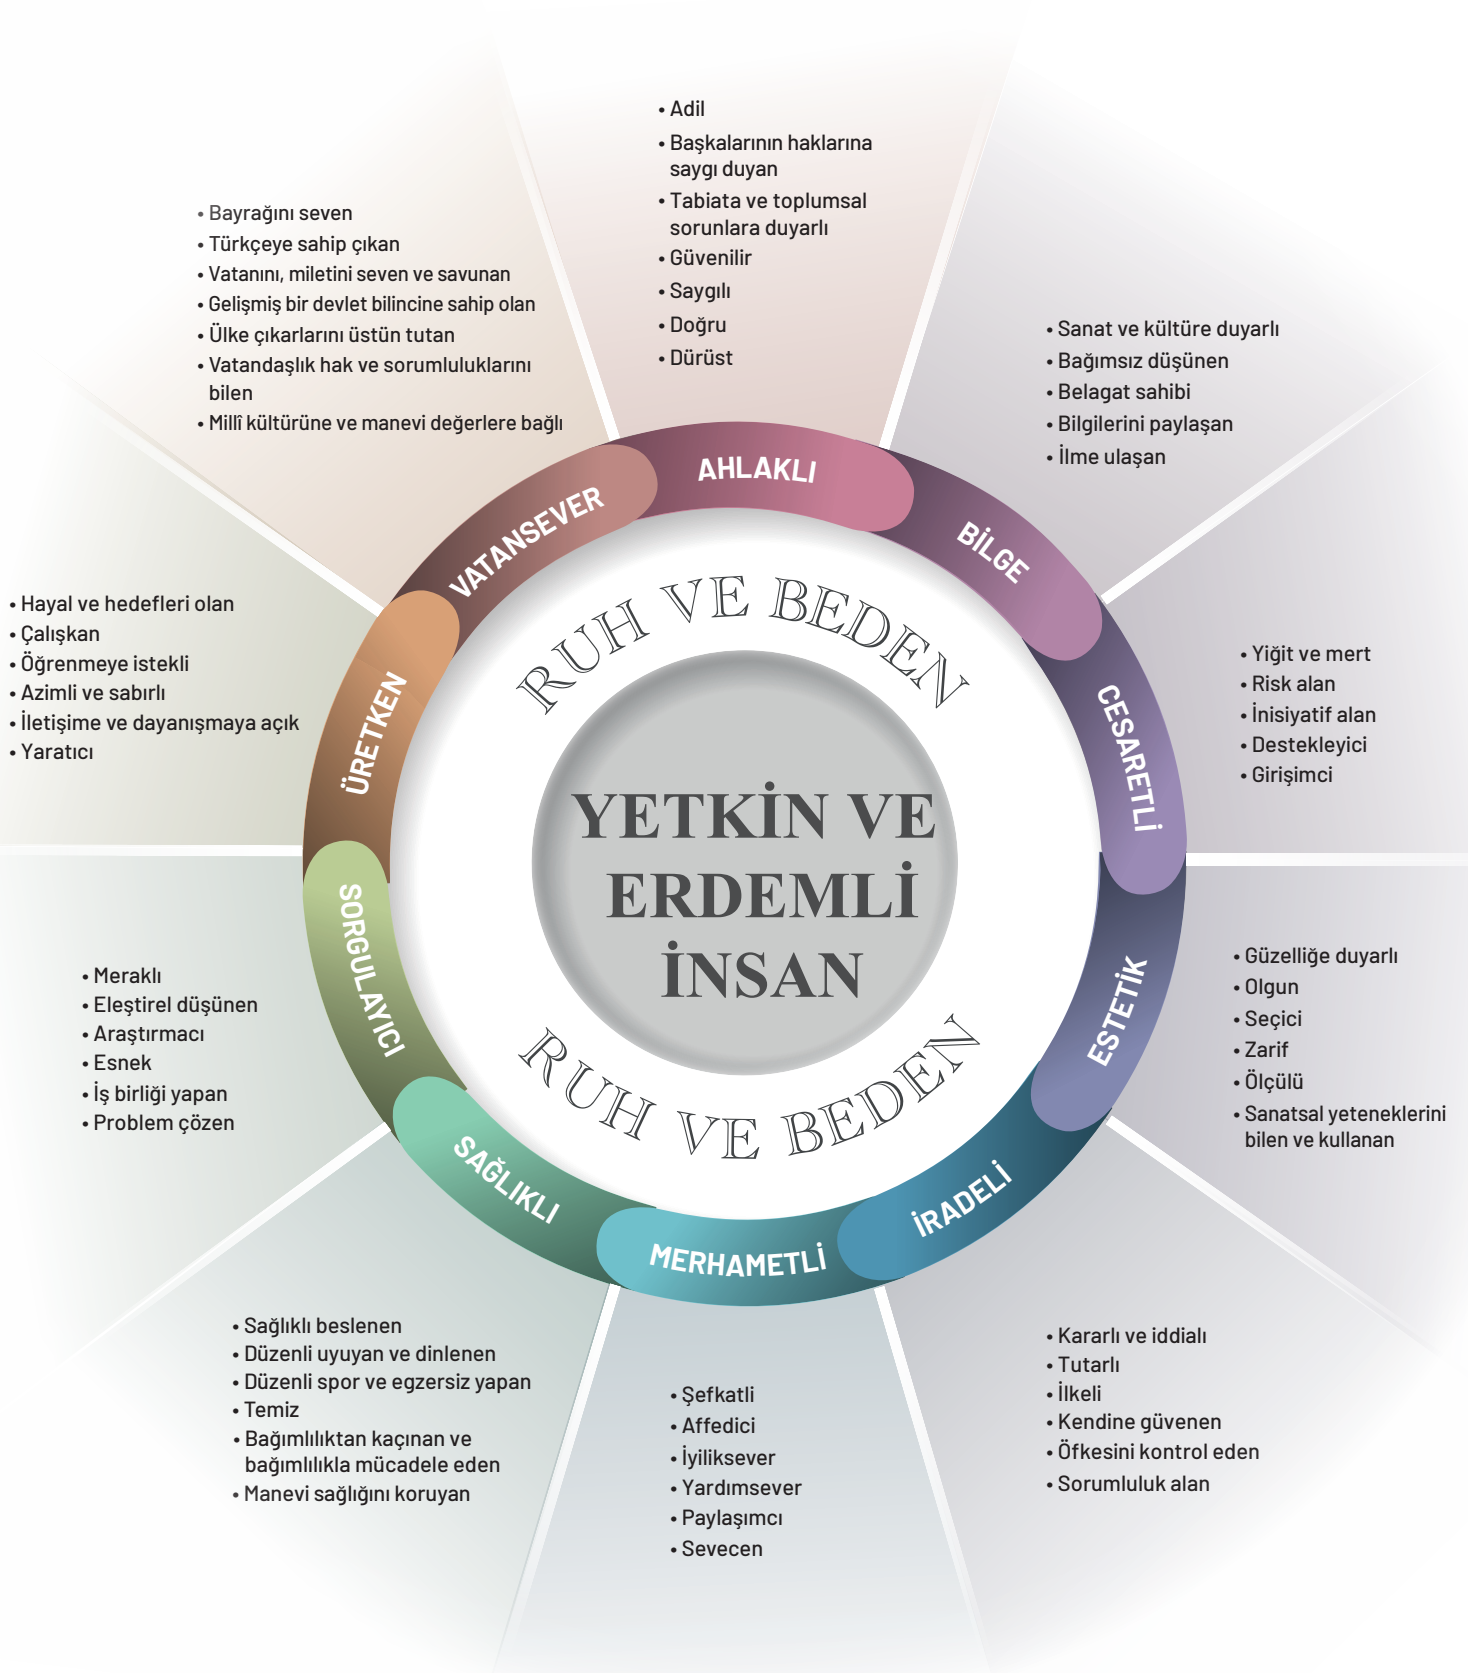 • Adil
• Başkalarının haklarına
saygı duyan
• Tabiata ve toplumsal
sorunlara duyarlı
• Güvenilir
• Saygılı
• Doğru
• Dürüst
• Bayrağını seven
• Türkçeye sahip çıkan
• Vatanını, miletini seven ve savunan
• Gelişmiş bir devlet bilincine sahip olan
• Ülke çıkarlarını üstün tutan
• Vatandaşlık hak ve sorumluluklarını
bilen
• Millî kültürüne ve manevi değerlere bağlı
• Sanat ve kültüre duyarlı
• Bağımsız düşünen
• Belagat sahibi
• Bilgilerini paylaşan
• İlme ulaşan
AHLAKLI
VATANSEVER
BİLGE
• Hayal ve hedefleri olan
• Çalışkan
• Öğrenmeye istekli
• Azimli ve sabırlı
• İletişime ve dayanışmaya açık
• Yaratıcı
ÜRETKEN
RUH VE BEDEN
CESARETLİ
• Yiğit ve mert
• Risk alan
• İnisiyatif alan
• Destekleyici
• Girişimci
YETKİN VE
ERDEMLİ
İNSAN
• Meraklı
• Eleştirel düşünen
• Araştırmacı
• Esnek
• İş birliği yapan
• Problem çözen
SORGULAYICI
RUH VE BEDEN
ESTETİK
• Güzelliğe duyarlı
• Olgun
• Seçici
• Zarif
• Ölçülü
• Sanatsal yeteneklerini
bilen ve kullanan
SAĞLIKLI
MERHAMETLİ
İRADELİ
• Sağlıklı beslenen
• Düzenli uyuyan ve dinlenen
• Düzenli spor ve egzersiz yapan
• Temiz
• Bağımlılıktan kaçınan ve
bağımlılıkla mücadele eden
• Manevi sağlığını koruyan
• Şefkatli
• Affedici
• İyiliksever
• Yardımsever
• Paylaşımcı
• Sevecen
• Kararlı ve iddialı
• Tutarlı
• İlkeli
• Kendine güvenen
• Öfkesini kontrol eden
• Sorumluluk alan